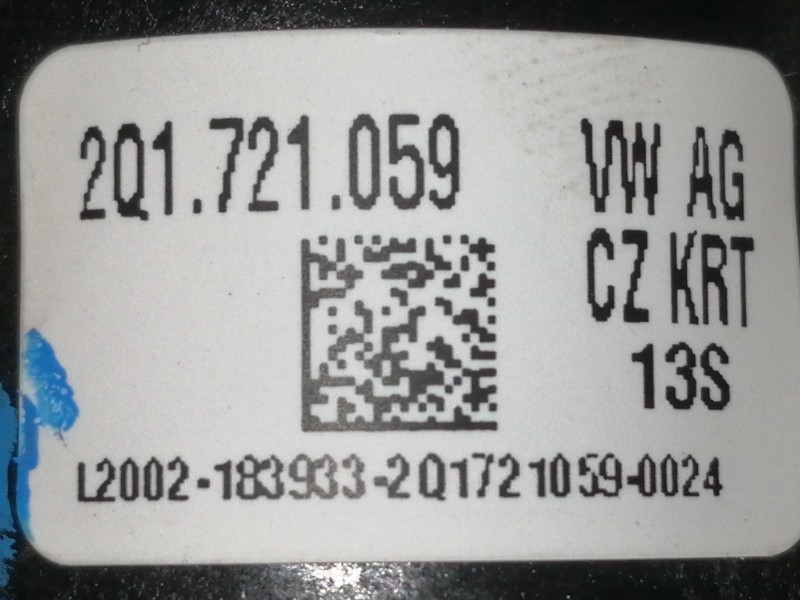 2Q1.721.059 VW AG
CZ KRT
13S
L2002-183933-2Q1721059-0024